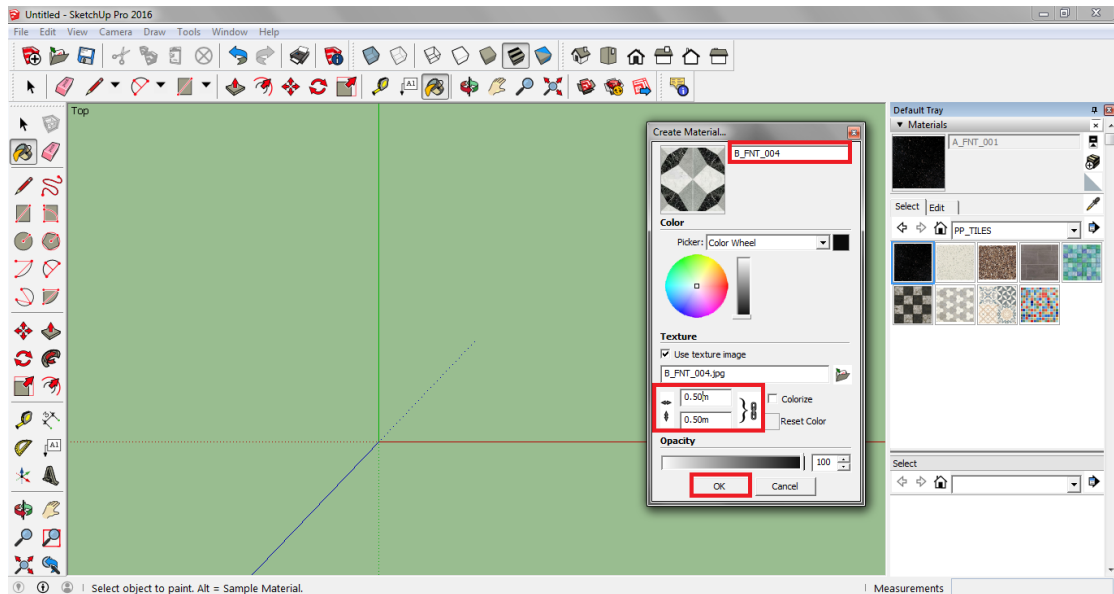 Untitled - SketchUp Pro 2016
File Edit View Camera Draw Tools Window Help
A1
Top
Default Tray
Materials
A_FNT_001
Select Edit
PP_TILES
Create Material...
B_FNT_004
Color
Picker: Color Wheel
Texture
Use texture image
B_FNT_004.jpg
0.50m
Colorize
0.50m
Reset Color
Opacity
100
OK Cancel
Select
A1
Select object to paint. Alt = Sample Material.
Measurements